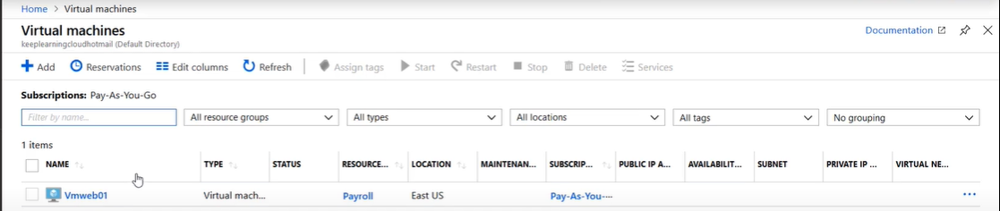 Home > Virtual machines
Virtual machines
Documentation
keeplearningcloudhotmail (Default Directory)
Add Reservations Edit columns Refresh Assign tags Start Restart Stop Delete Services
Subscriptions: Pay-As-You-Go
Filter by name... All resource groups All types All locations All tags No grouping
1 items
NAME TYPE STATUS RESOURCE... LOCATION MAINTENAN... SUBSCRIP... PUBLIC IP A... AVAILABILIT... SUBNET PRIVATE IP ... VIRTUAL NE...
Vmweb01 Virtual mach... Payroll East US Pay-As-You-...